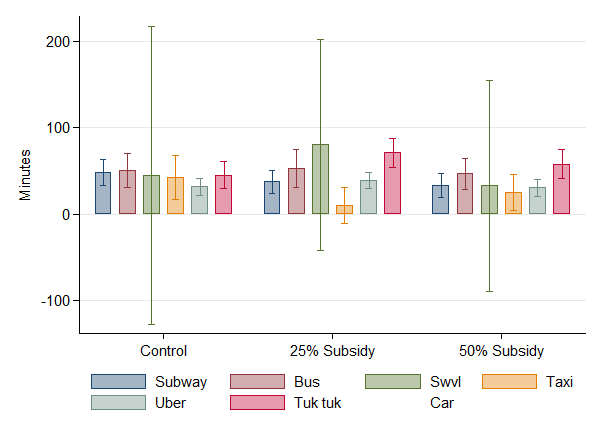 200
100
0
-100
Minutes
Control 25% Subsidy 50% Subsidy
Subway Bus Swvl Taxi
Uber Tuk tuk Car